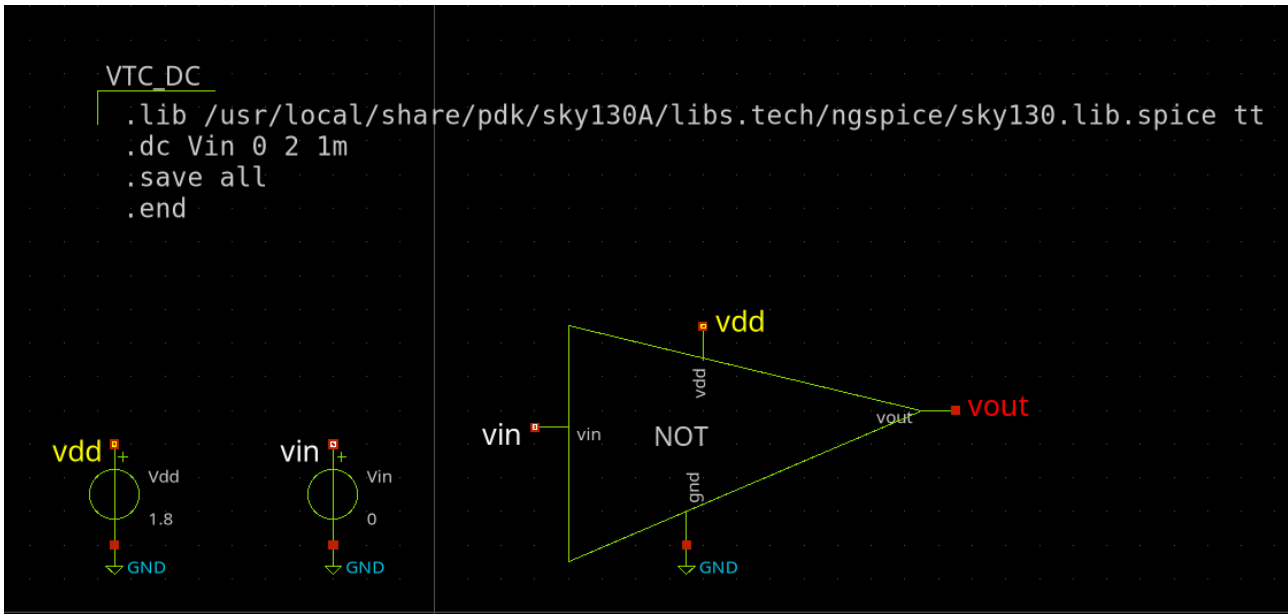 VTC_DC
.lib /usr/local/share/pdk/sky130A/libs.tech/ngspice/sky130.lib.spice tt
.dc Vin 0 2 1m
.save all
.end
vdd
Vdd
1.8
GND
vin
Vin
0
GND
vdd
vdd
vin
vin
NOT
vout
vout
gnd
GND